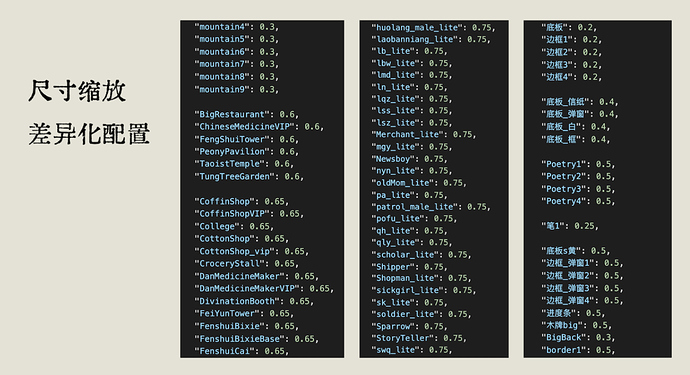 尺寸缩放
差异化配置
"mountain4": 0.3,
"mountain5": 0.3,
"mountain6": 0.3,
"mountain7": 0.3,
"mountain8": 0.3,
"mountain9": 0.3,
"BigRestaurant": 0.6,
"ChineseMedicineVIP": 0.6,
"FengShuiTower": 0.6,
"PeonyPavilion": 0.6,
"TaoistTemple": 0.6,
"TungTreeGarden": 0.6,
"CoffinShop": 0.65,
"CoffinShopVIP": 0.65,
"College": 0.65,
"CottonShop": 0.65,
"CottonShop_vip": 0.65,
"CroceryStall": 0.65,
"DanMedicineMaker": 0.65,
"DanMedicineMakerVIP": 0.65,
"DivinationBooth": 0.65,
"FeiYunTower": 0.65,
"FenshuiBixie": 0.65,
"FenshuiBixieBase": 0.65,
"FenshuiCai": 0.65,
"huolang_male_lite": 0.75,
"laobanniang_lite": 0.75,
"lb_lite": 0.75,
"lbw_lite": 0.75,
"lmd_lite": 0.75,
"ln_lite": 0.75,
"lqz_lite": 0.75,
"lss_lite": 0.75,
"lsz_lite": 0.75,
"Merchant_lite": 0.75,
"mgy_lite": 0.75,
"Newsboy": 0.75,
"nyn_lite": 0.75,
"oldMom_lite": 0.75,
"pa_lite": 0.75,
"patrol_male_lite": 0.75,
"pofu_lite": 0.75,
"qh_lite": 0.75,
"qly_lite": 0.75,
"scholar_lite": 0.75,
"Shipper": 0.75,
"Shopman_lite": 0.75,
"sickgirl_lite": 0.75,
"sk_lite": 0.75,
"soldier_lite": 0.75,
"Sparrow": 0.75,
"StoryTeller": 0.75,
"swq_lite": 0.75,
"底板": 0.2,
"边框1": 0.2,
"边框2": 0.2,
"边框3": 0.2,
"边框4": 0.2,
"底板_信纸": 0.4,
"底板_弹窗": 0.4,
"底板_白": 0.4,
"底板_框": 0.4,
"Poetry1": 0.5,
"Poetry2": 0.5,
"Poetry3": 0.5,
"Poetry4": 0.5,
"笔1": 0.25,
"底板s黄": 0.5,
"边框_弹窗1": 0.5,
"边框_弹窗2": 0.5,
"边框_弹窗3": 0.5,
"边框_弹窗4": 0.5,
"进度条": 0.5,
"木牌big": 0.5,
"BigBack": 0.3,
"border1": 0.5,